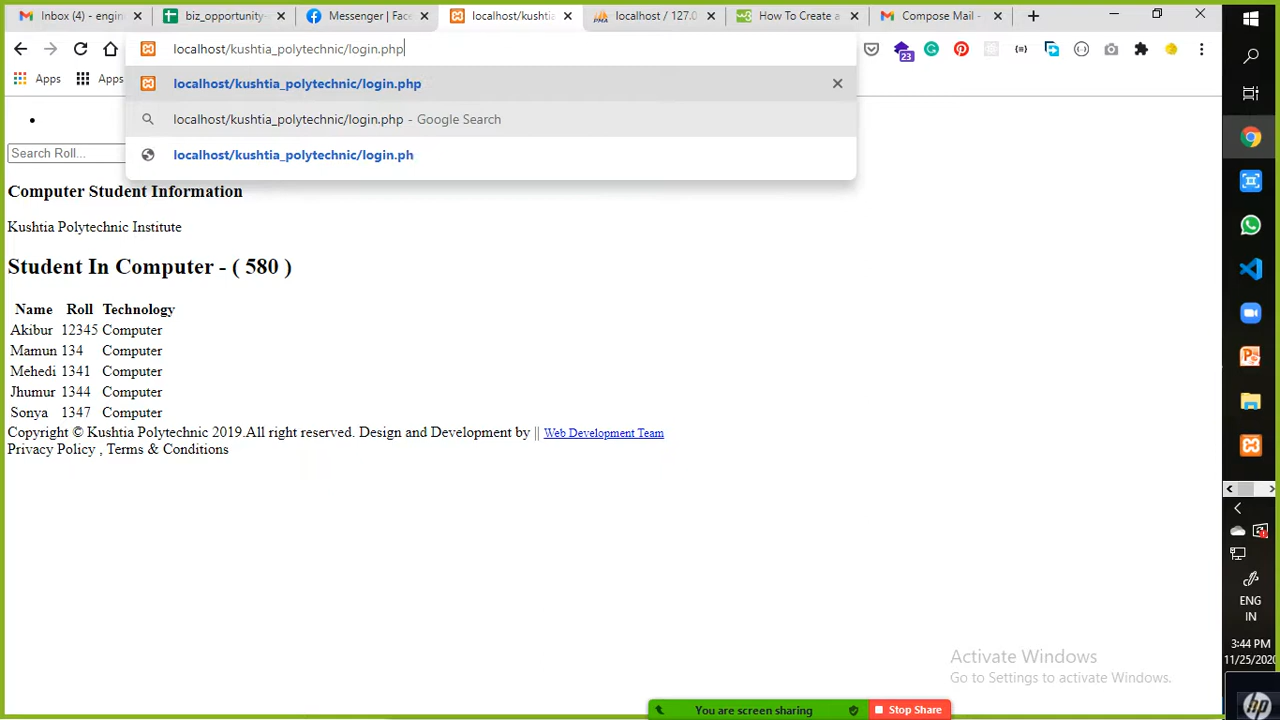 Inbox (4) - engin
biz_opportunity-
Messenger | Fac
localhost/kushtia
localhost / 127.0
How To Create a
Compose Mail -
localhost/kushtia_polytechnic/login.php
23
Apps
Apps
localhost/kushtia_polytechnic/login.php
localhost/kushtia_polytechnic/login.php - Google Search
localhost/kushtia_polytechnic/login.ph
Search Roll...
Computer Student Information
Kushtia Polytechnic Institute
Student In Computer - ( 580 )
Name Roll Technology
Akibur 12345 Computer
Mamun 134 Computer
Mehedi 1341 Computer
Jhumur 1344 Computer
Sonya 1347 Computer
Copyright © Kushtia Polytechnic 2019.All right reserved. Design and Development by || Web Development Team
Privacy Policy , Terms & Conditions
ENG
IN
3:44 PM
11/25/2020
Activate Windows
Go to Settings to activate Windows.
You are screen sharing
Stop Share
hp